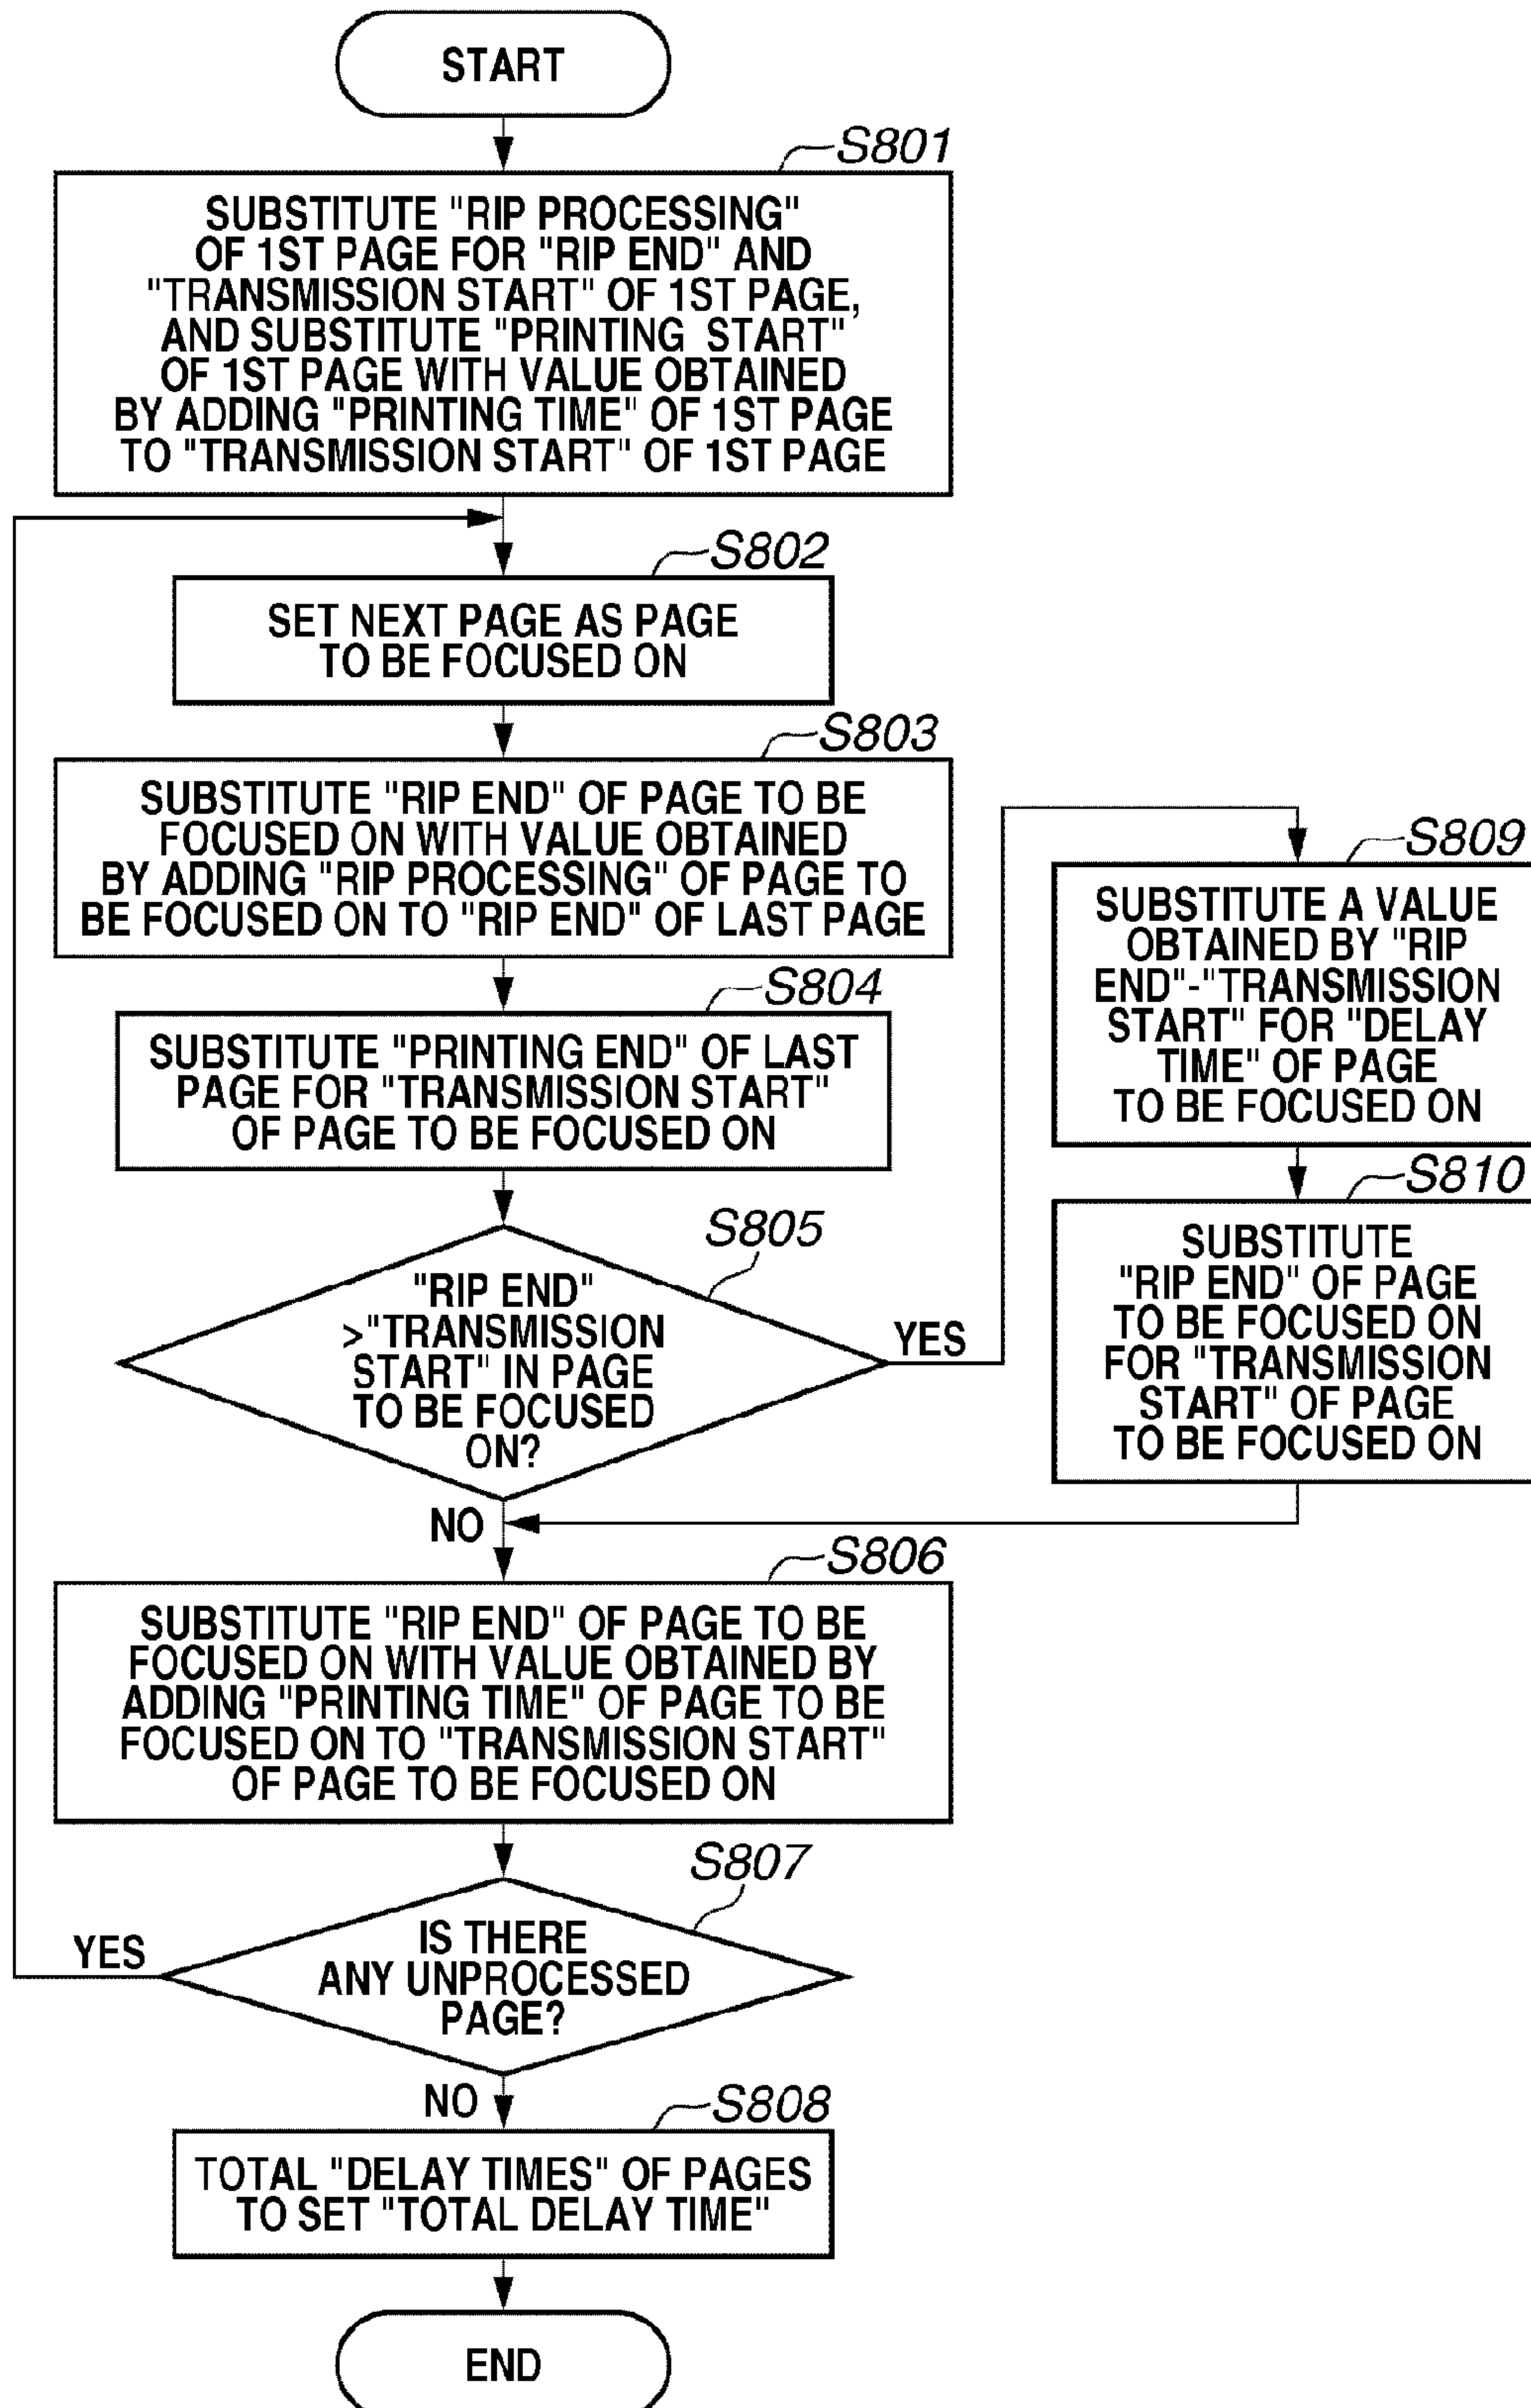 START
S801
SUBSTITUTE "RIP PROCESSING"
OF 1ST PAGE FOR "RIP END" AND
"TRANSMISSION START" OF 1ST PAGE,
AND SUBSTITUTE "PRINTING START"
OF 1ST PAGE WITH VALUE OBTAINED
BY ADDING "PRINTING TIME" OF 1ST PAGE
TO "TRANSMISSION START" OF 1ST PAGE
S802
SET NEXT PAGE AS PAGE
TO BE FOCUSED ON
S803
SUBSTITUTE "RIP END" OF PAGE TO BE
FOCUSED ON WITH VALUE OBTAINED
BY ADDING "RIP PROCESSING" OF PAGE TO
BE FOCUSED ON TO "RIP END" OF LAST PAGE
S804
SUBSTITUTE "PRINTING END" OF LAST
PAGE FOR "TRANSMISSION START"
OF PAGE TO BE FOCUSED ON
S805
"RIP END"
>"TRANSMISSION
START" IN PAGE
TO BE FOCUSED
ON?
YES
NO
S809
SUBSTITUTE A VALUE
OBTAINED BY "RIP
END"-"TRANSMISSION
START" FOR "DELAY
TIME" OF PAGE
TO BE FOCUSED ON
S810
SUBSTITUTE
"RIP END" OF PAGE
TO BE FOCUSED ON
FOR "TRANSMISSION
START" OF PAGE
TO BE FOCUSED ON
S806
SUBSTITUTE "RIP END" OF PAGE TO BE
FOCUSED ON WITH VALUE OBTAINED BY
ADDING "PRINTING TIME" OF PAGE TO BE
FOCUSED ON TO "TRANSMISSION START"
OF PAGE TO BE FOCUSED ON
S807
IS THERE
ANY UNPROCESSED
PAGE?
YES
NO
S808
TOTAL "DELAY TIMES" OF PAGES
TO SET "TOTAL DELAY TIME"
END